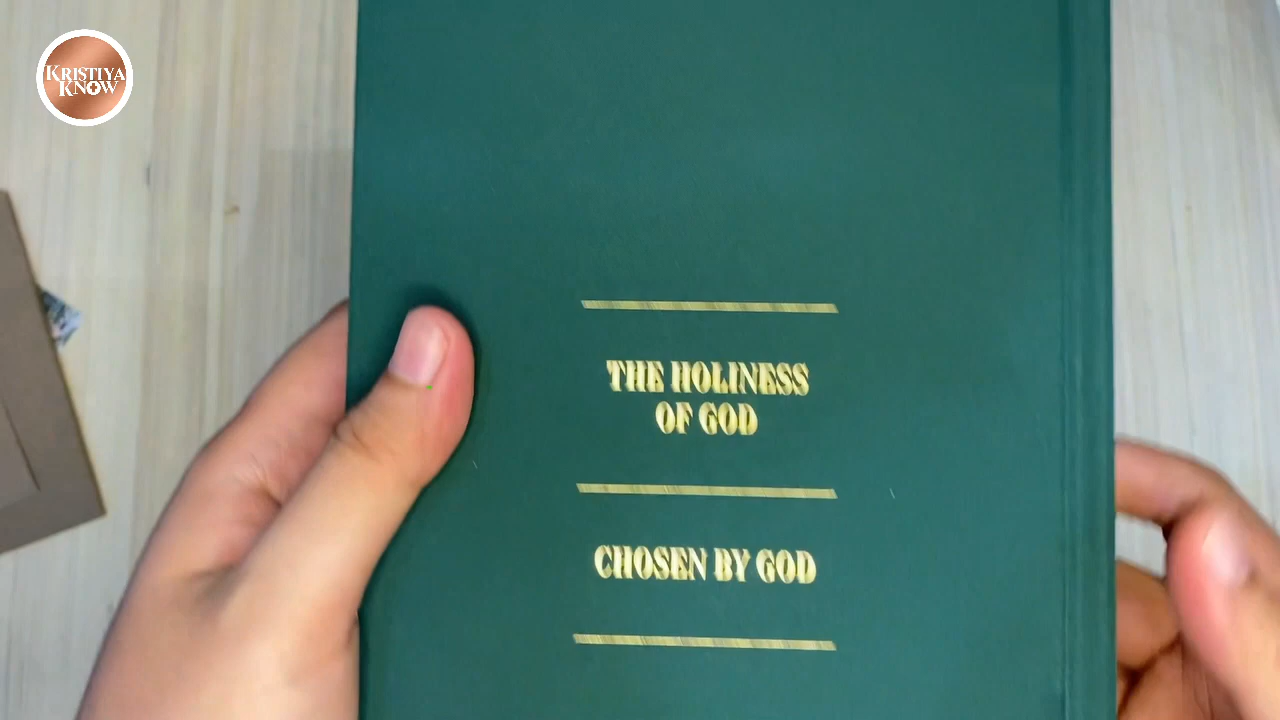 KRISTIYA
KNOW
THE HOLINESS
OF GOD
CHOSEN BY GOD